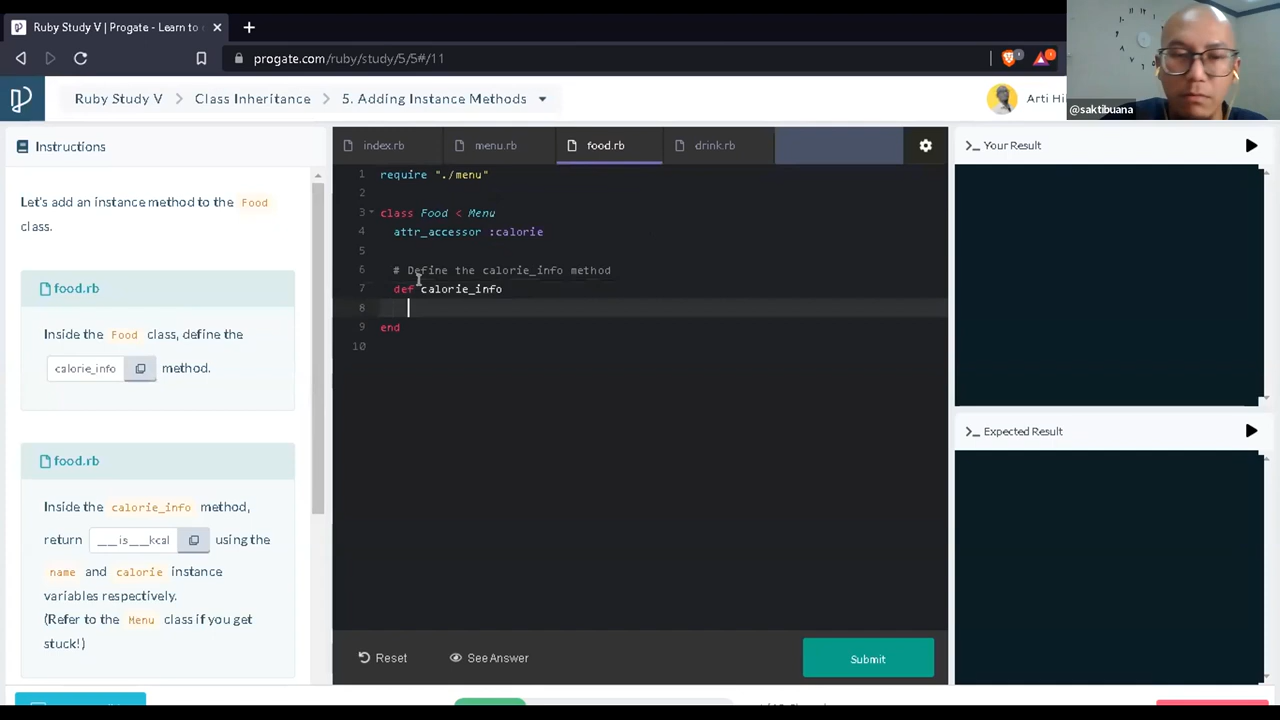 Ruby Study V | Progate - Learn to
progate.com/ruby/study/5/5#/11
@saktibuana
Ruby Study V
Class Inheritance
5. Adding Instance Methods
Arti Hi
Instructions
Let's add an instance method to the Food
class.
food.rb
Inside the Food class, define the
calorie_info method.
food.rb
Inside the calorie_info method,
return __is__kcal using the
name and calorie instance
variables respectively.
(Refer to the Menu class if you get
stuck!)
index.rb
menu.rb
food.rb
drink.rb
1 require "./menu"
2
3 class Food < Menu
4 attr_accessor :calorie
5
6 # Define the calorie_info method
7 def calorie_info
8
9 end
10
Reset
See Answer
Submit
Your Result
Expected Result